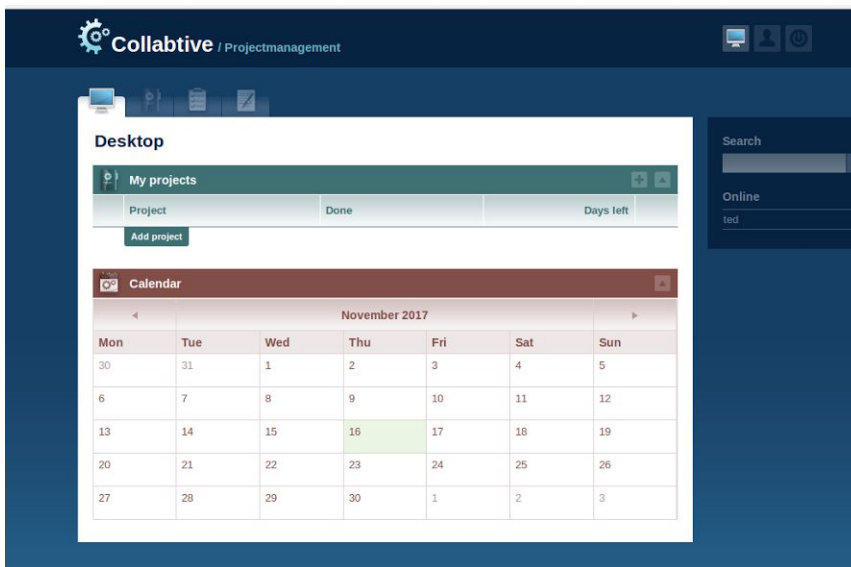 Collabtive / Projectmanagement
Desktop
My projects
Project Done Days left
Add project
Calendar
November 2017
Mon Tue Wed Thu Fri Sat Sun
30 31 1 2 3 4 5
6 7 8 9 10 11 12
13 14 15 16 17 18 19
20 21 22 23 24 25 26
27 28 29 30 1 2 3
Search
Online
ted